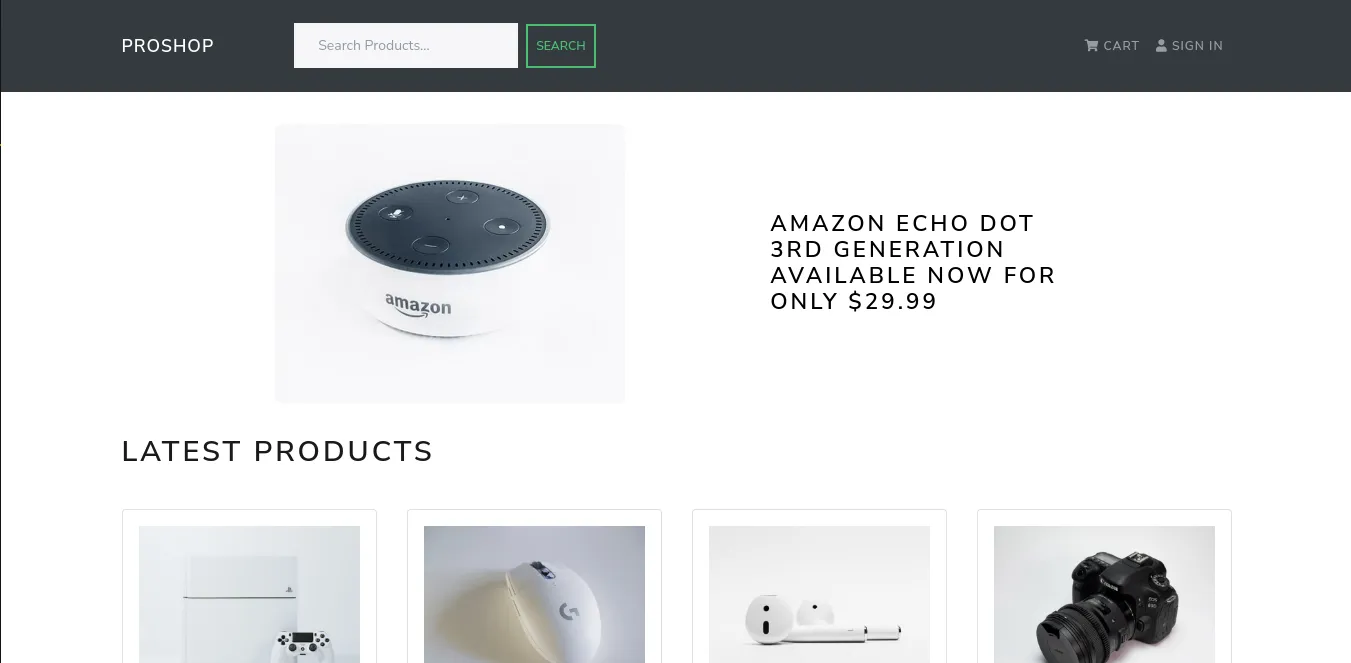 PROSHOP
Search Products...
SEARCH
CART
SIGN IN
amazon
AMAZON ECHO DOT
3RD GENERATION
AVAILABLE NOW FOR
ONLY $29.99
LATEST PRODUCTS